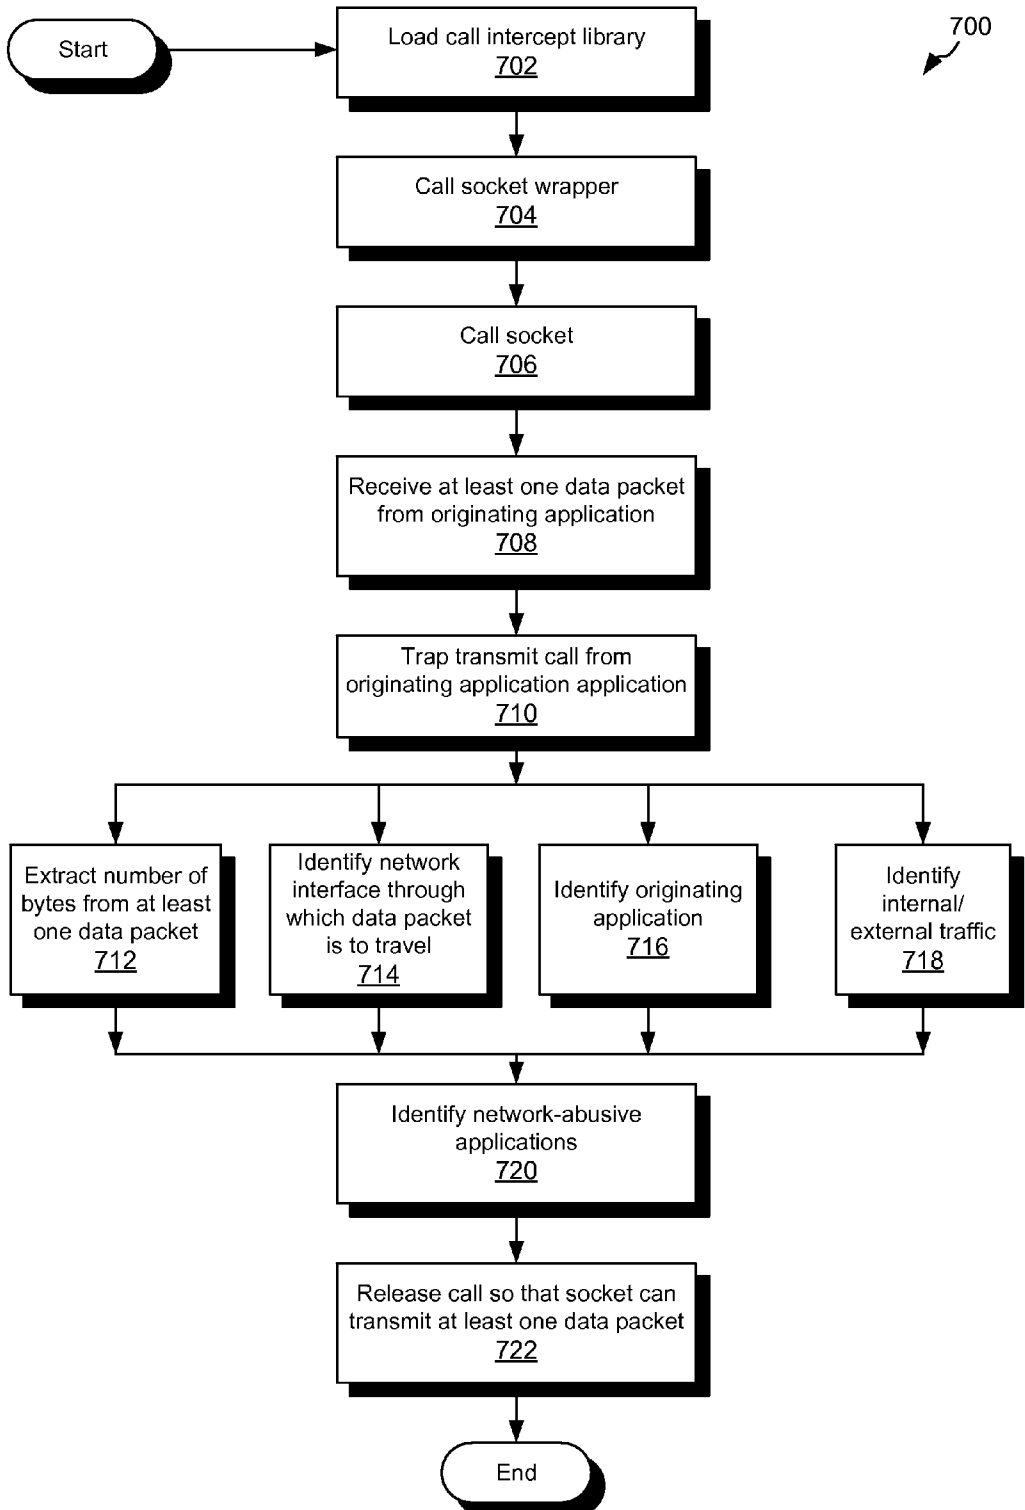 Start
Load call intercept library
702
700
Call socket wrapper
704
Call socket
706
Receive at least one data packet
from originating application
708
Trap transmit call from
originating application application
710
Extract number of
bytes from at least
one data packet
712
Identify network
interface through
which data packet
is to travel
714
Identify originating
application
716
Identify
internal/
external traffic
718
Identify network-abusive
applications
720
Release call so that socket can
transmit at least one data packet
722
End